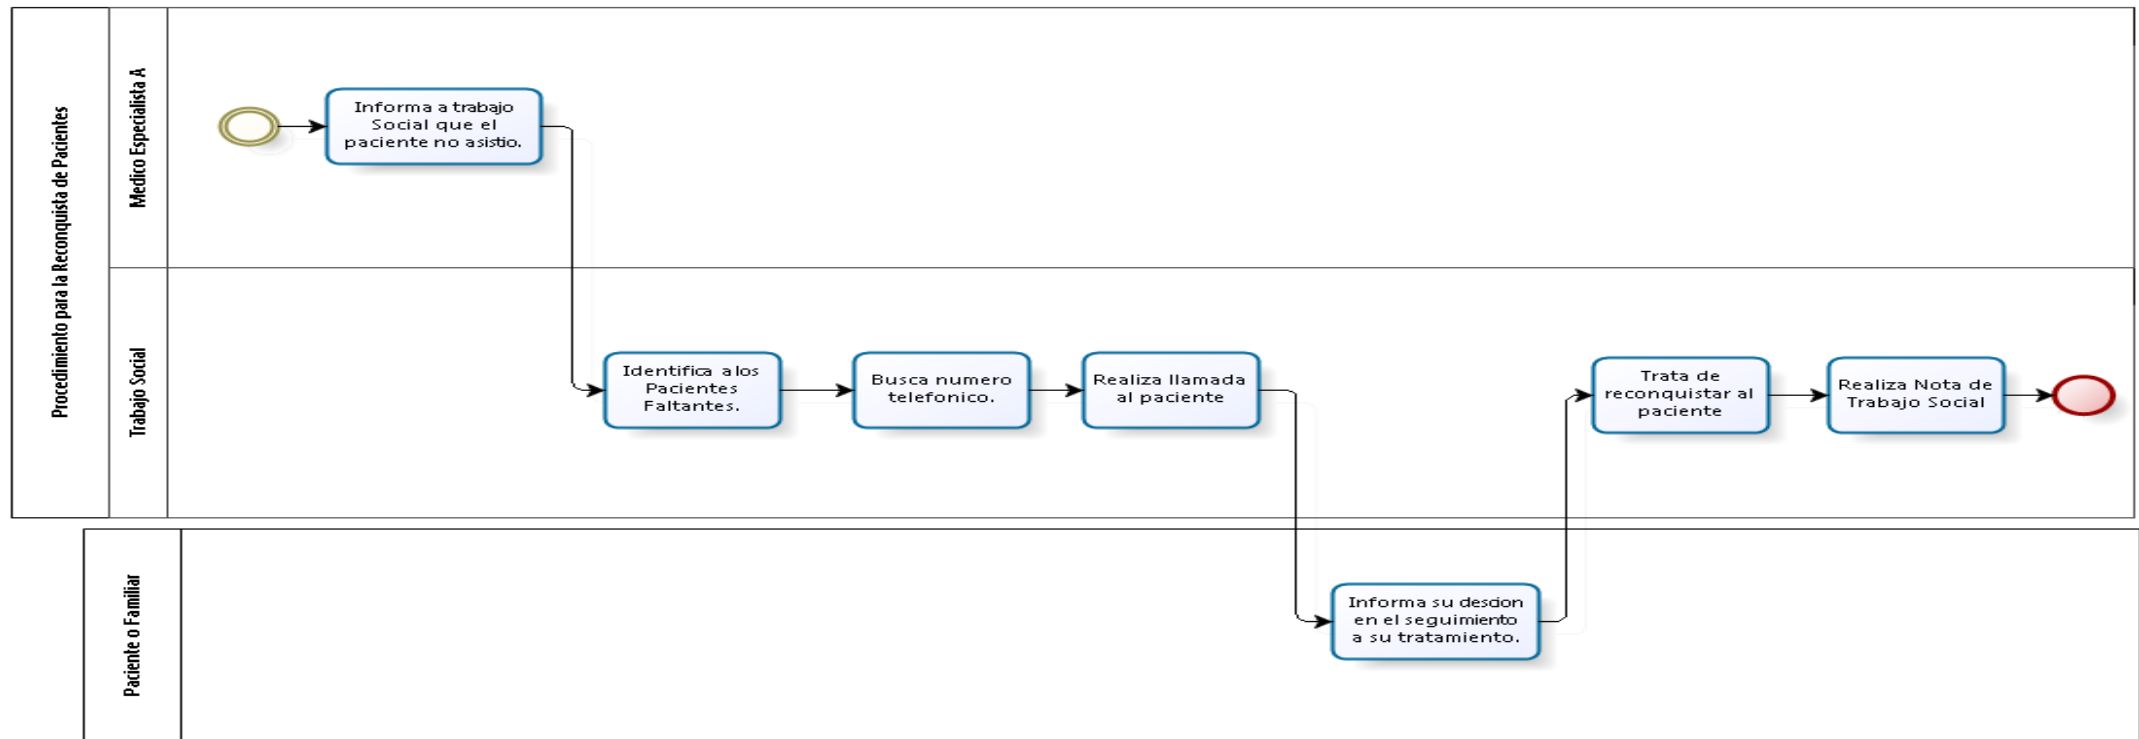 Procedimiento para la Reconquista de Pacientes
Medico Especialista A
Informa a trabajo
Social que el
paciente no asistio.
Trabajo Social
Identifica alos
Pacientes
Faltantes.
Busca numero
telefonico.
Realiza llamada
al paciente
Trata de
reconquistar al
paciente
Realiza Nota de
Trabajo Social
Paciente o Familiar
Informa su descion
en el seguimiento
a su tratamiento.